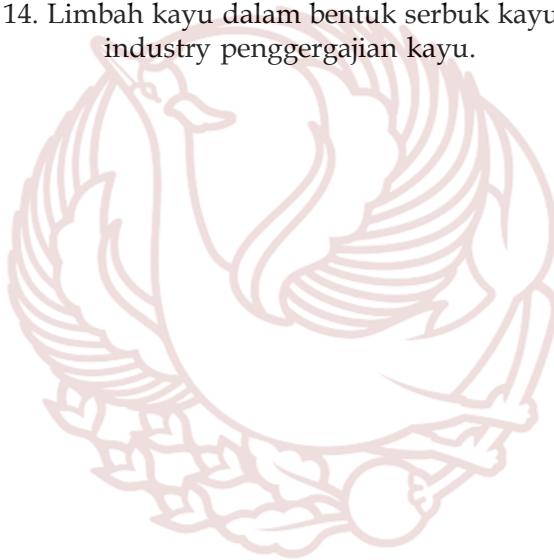 14. Limbah kayu dalam bentuk serbuk kayu
industry penggergajian kayu.